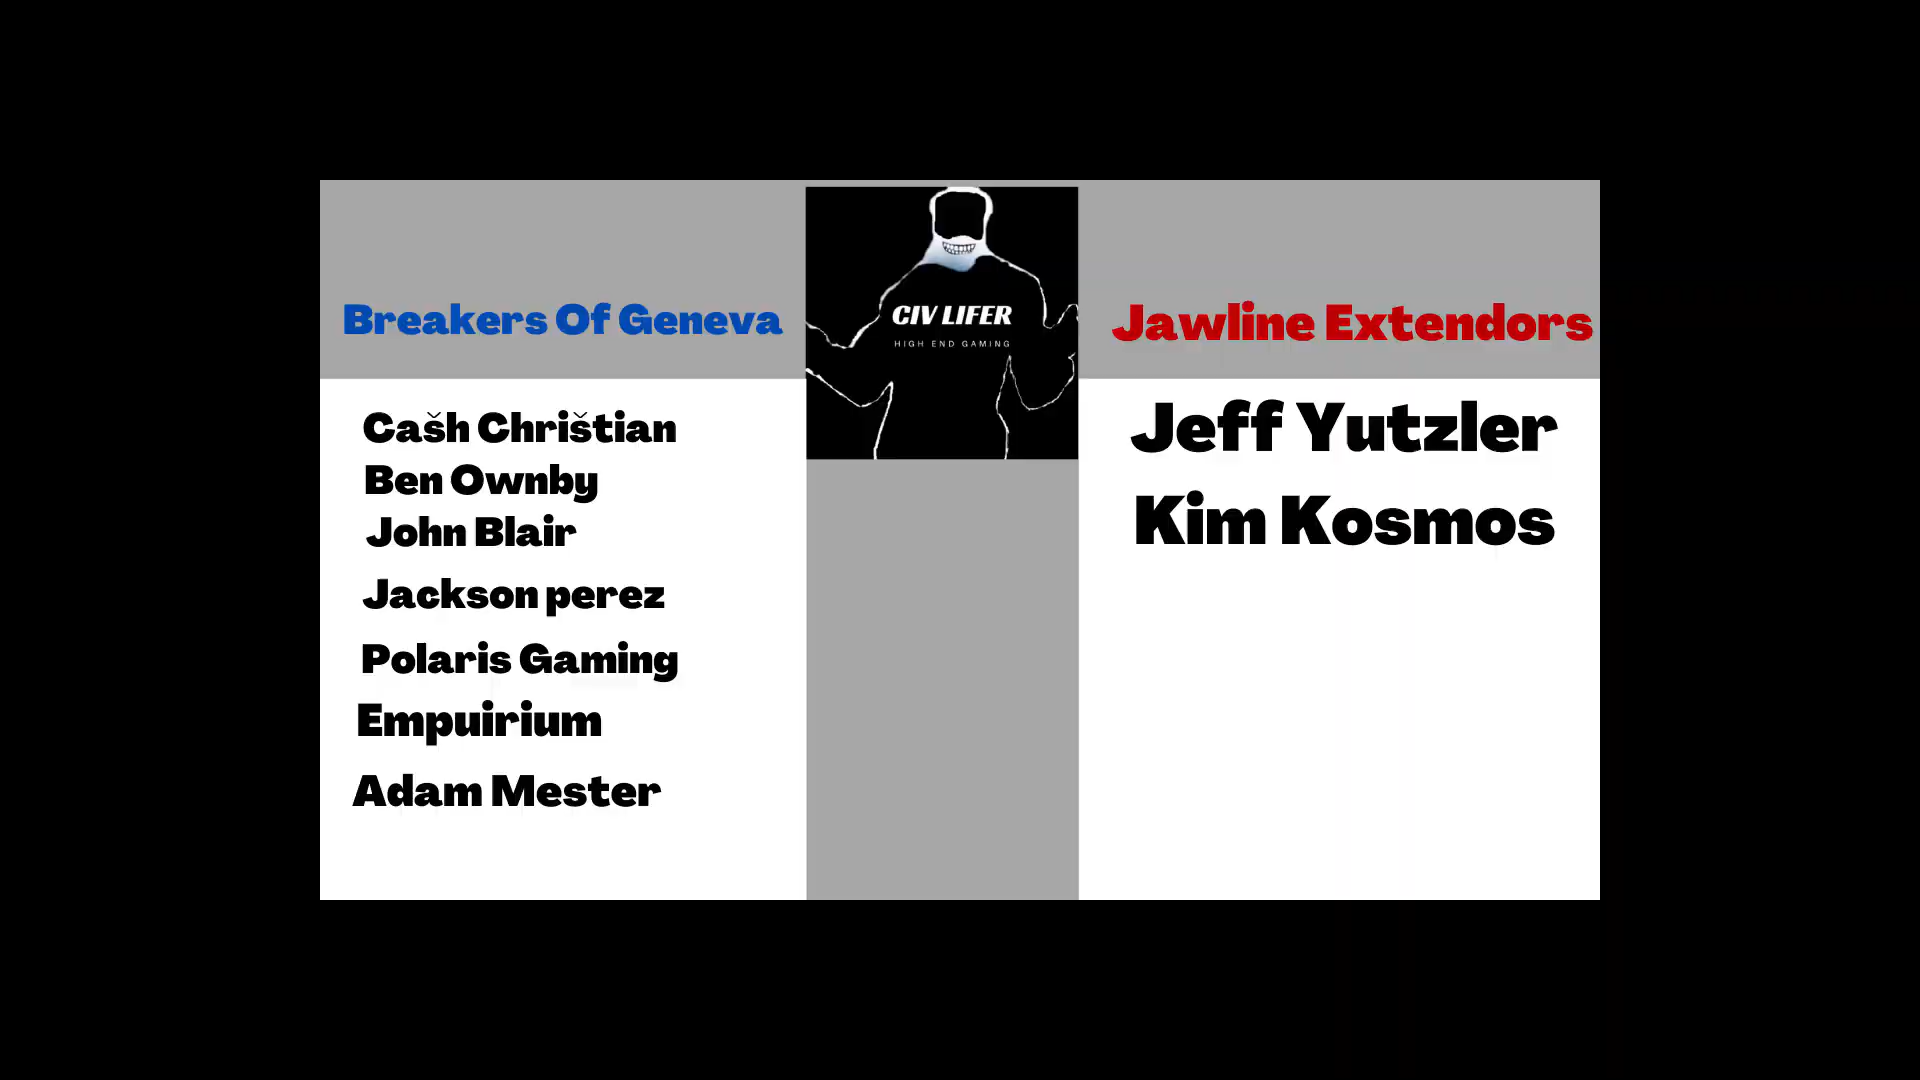 Breakers Of Geneva
Cašh Chrištian
Ben Ownby
John Blair
Jackson perez
Polaris Gaming
Empuirium
Adam Mester
CIV LIFER
HIGH END GAMING
Jawline Extendors
Jeff Yutzler
Kim Kosmos